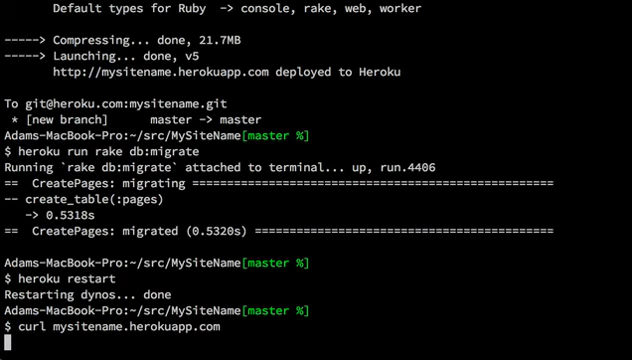 Default types for Ruby  -> console, rake, web, worker
-----> Compressing... done, 21.7MB
-----> Launching... done, v5
http://mysitename.herokuapp.com deployed to Heroku
To git@heroku.com:mysitename.git
* [new branch]      master -> master
Adams-MacBook-Pro:~/src/MySiteName[master %]
$ heroku run rake db:migrate
Running `rake db:migrate` attached to terminal... up, run.4406
==  CreatePages: migrating ====================================================
-- create_table(:pages)
-> 0.5318s
==  CreatePages: migrated (0.5320s) ===========================================
Adams-MacBook-Pro:~/src/MySiteName[master %]
$ heroku restart
Restarting dynos... done
Adams-MacBook-Pro:~/src/MySiteName[master %]
$ curl mysitename.herokuapp.com